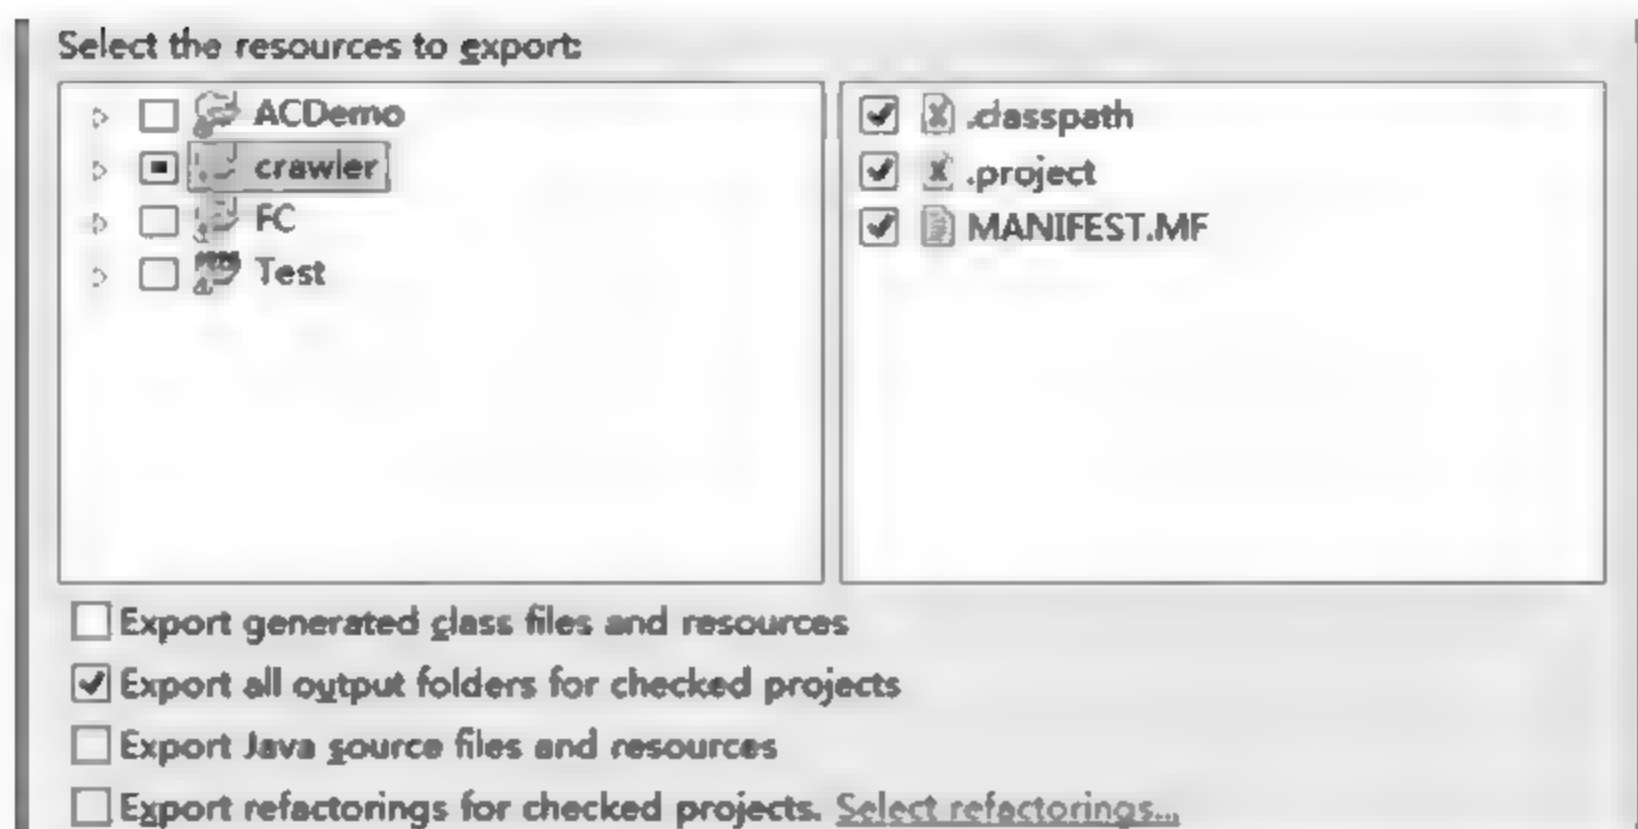 Select the resources to export:
ACDemo
crawler
FC
Test
.classpath
.project
MANIFEST.MF
Export generated class files and resources
Export all output folders for checked projects
Export Java source files and resources
Export refactorings for checked projects. Select refactorings...